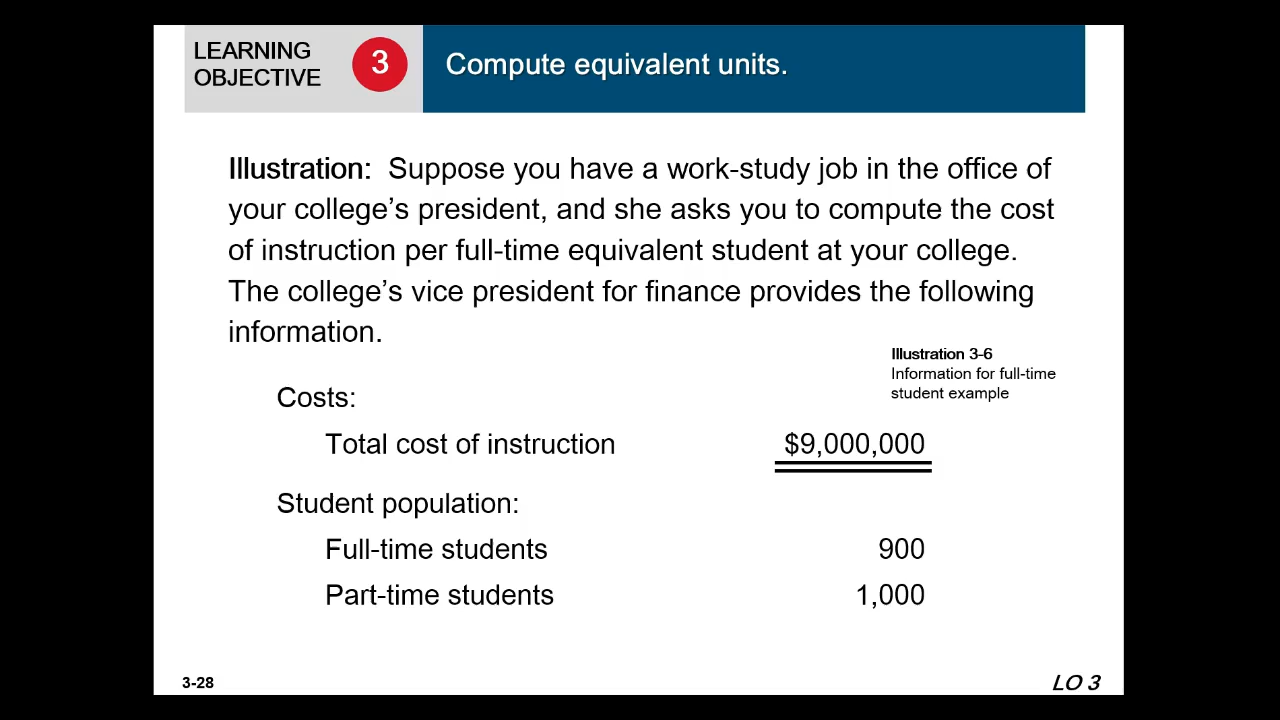 LEARNING
OBJECTIVE
3
Compute equivalent units.
Illustration: Suppose you have a work-study job in the office of
your college’s president, and she asks you to compute the cost
of instruction per full-time equivalent student at your college.
The college’s vice president for finance provides the following
information.
Illustration 3-6
Information for full-time
student example
Costs:
Total cost of instruction $9,000,000
Student population:
Full-time students 900
Part-time students 1,000
3-28
LO 3